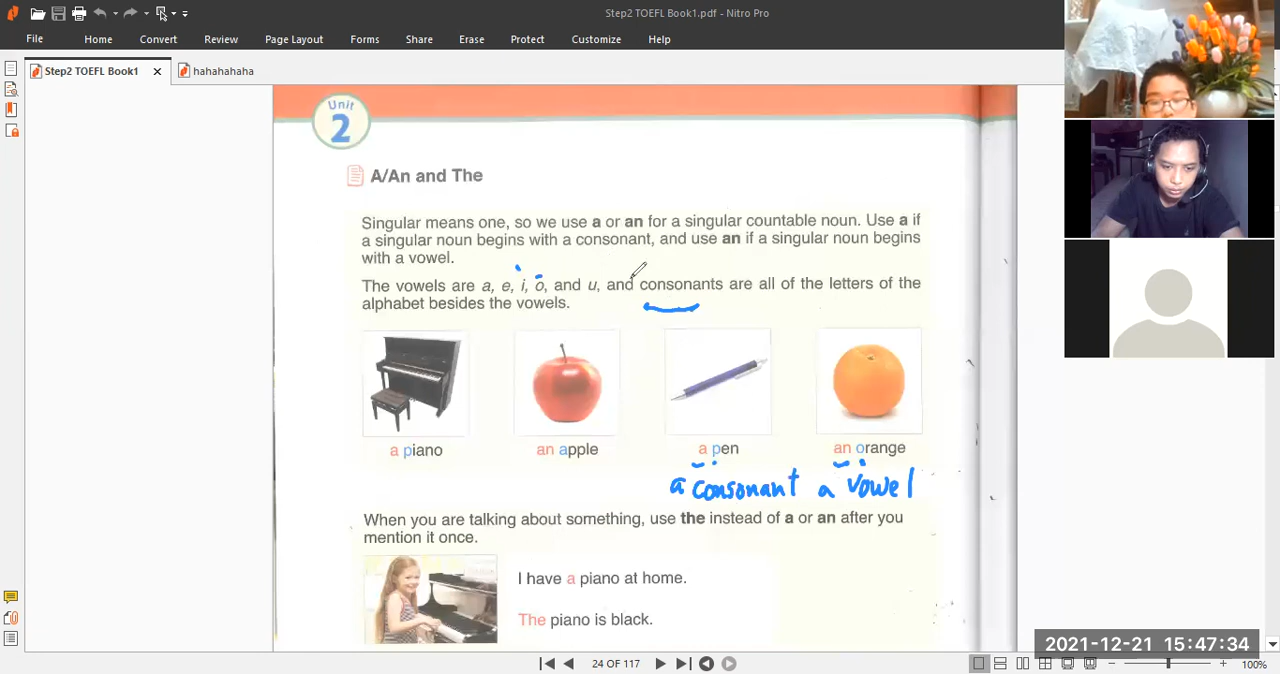 Step2 TOEFL Book1.pdf - Nitro Pro
File Home Convert Review Page Layout Forms Share Erase Protect Customize Help
Step2 TOEFL Book1 hahahahaha
Unit
2
A/An and The
Singular means one, so we use a or an for a singular countable noun. Use a if
a singular noun begins with a consonant, and use an if a singular noun begins
with a vowel.
The vowels are a, e, i, o, and u, and consonants are all of the letters of the
alphabet besides the vowels.
a piano an apple a pen an orange
a consonant a vowel
When you are talking about something, use the instead of a or an after you
mention it once.
I have a piano at home.
The piano is black.
2021-12-21 15:47:34
24 OF 117 100%